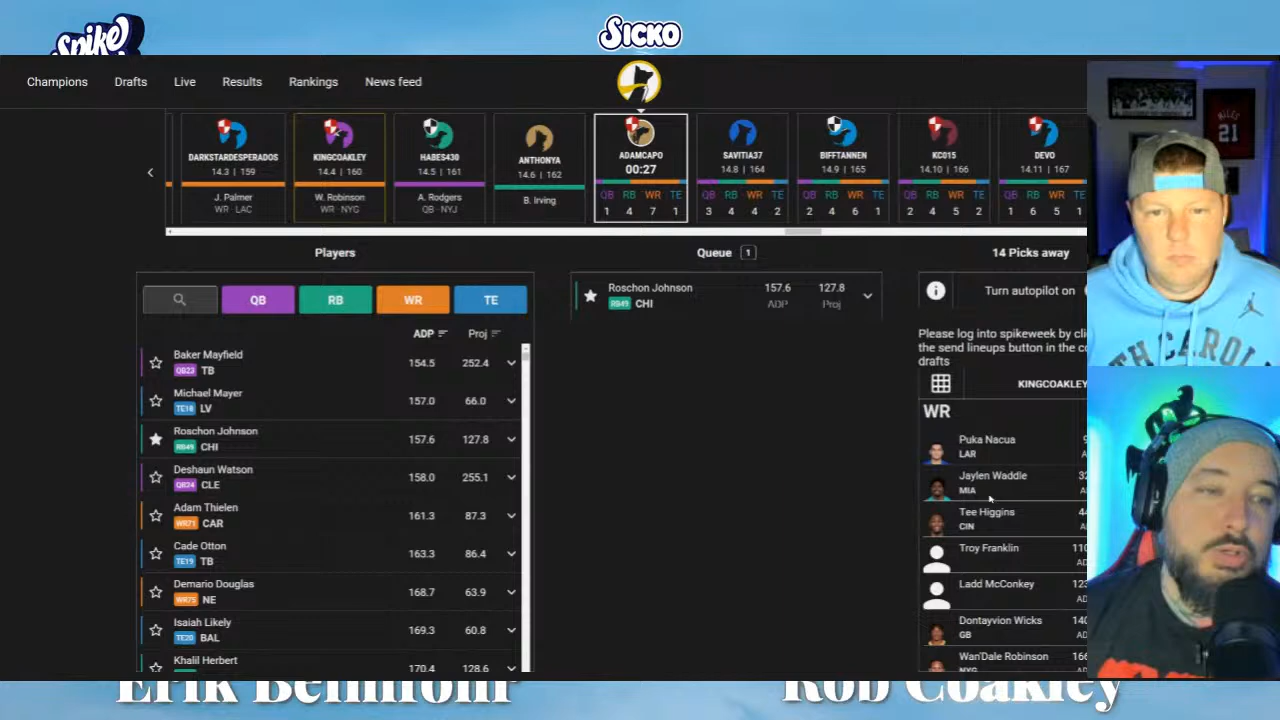 Spike
SICKO
Champions Drafts Live Results Rankings News feed
DARKSTARDESPERADOS
14.3 | 159
J. Palmer
WR · LAC
KINGCOAKLEY
14.4 | 160
W. Robinson
WR · NYG
HABES430
14.5 | 161
A. Rodgers
QB · NYJ
ANTHONYA
14.6 | 162
B. Irving
ADAMCAPO
00:27
QB RB WR TE
1 4 7 1
SAVITIA37
14.8 | 164
QB RB WR TE
3 4 4 2
BIFFTANNEN
14.9 | 165
QB RB WR TE
2 4 6 1
KC015
14.10 | 166
QB RB WR TE
2 4 5 2
DEVO
14.11 | 167
QB RB WR TE
1 6 5 1
Players
QB RB WR TE
ADP Proj
Baker Mayfield
QB23 TB 154.5 252.4
Michael Mayer
TE18 LV 157.0 66.0
Roschon Johnson
RB49 CHI 157.6 127.8
Deshaun Watson
QB24 CLE 158.0 255.1
Adam Thielen
WR71 CAR 161.3 87.3
Cade Otton
TE19 TB 163.3 86.4
Demario Douglas
WR75 NE 168.7 63.9
Isaiah Likely
TE20 BAL 169.3 60.8
Khalil Herbert
170.4 128.6
Queue 1
Roschon Johnson 157.6 127.8
RB49 CHI ADP Proj
14 Picks away
Turn autopilot on
Please log into spikeweek by cli
the send lineups button in the co
drafts
KINGCOAKLEY
WR
Puka Nacua
LAR
Jaylen Waddle
MIA
Tee Higgins
CIN
Troy Franklin
Ladd McConkey
Dontayvion Wicks
GB
Wan'Dale Robinson
NYG
RILEY
21
Rob Coakley